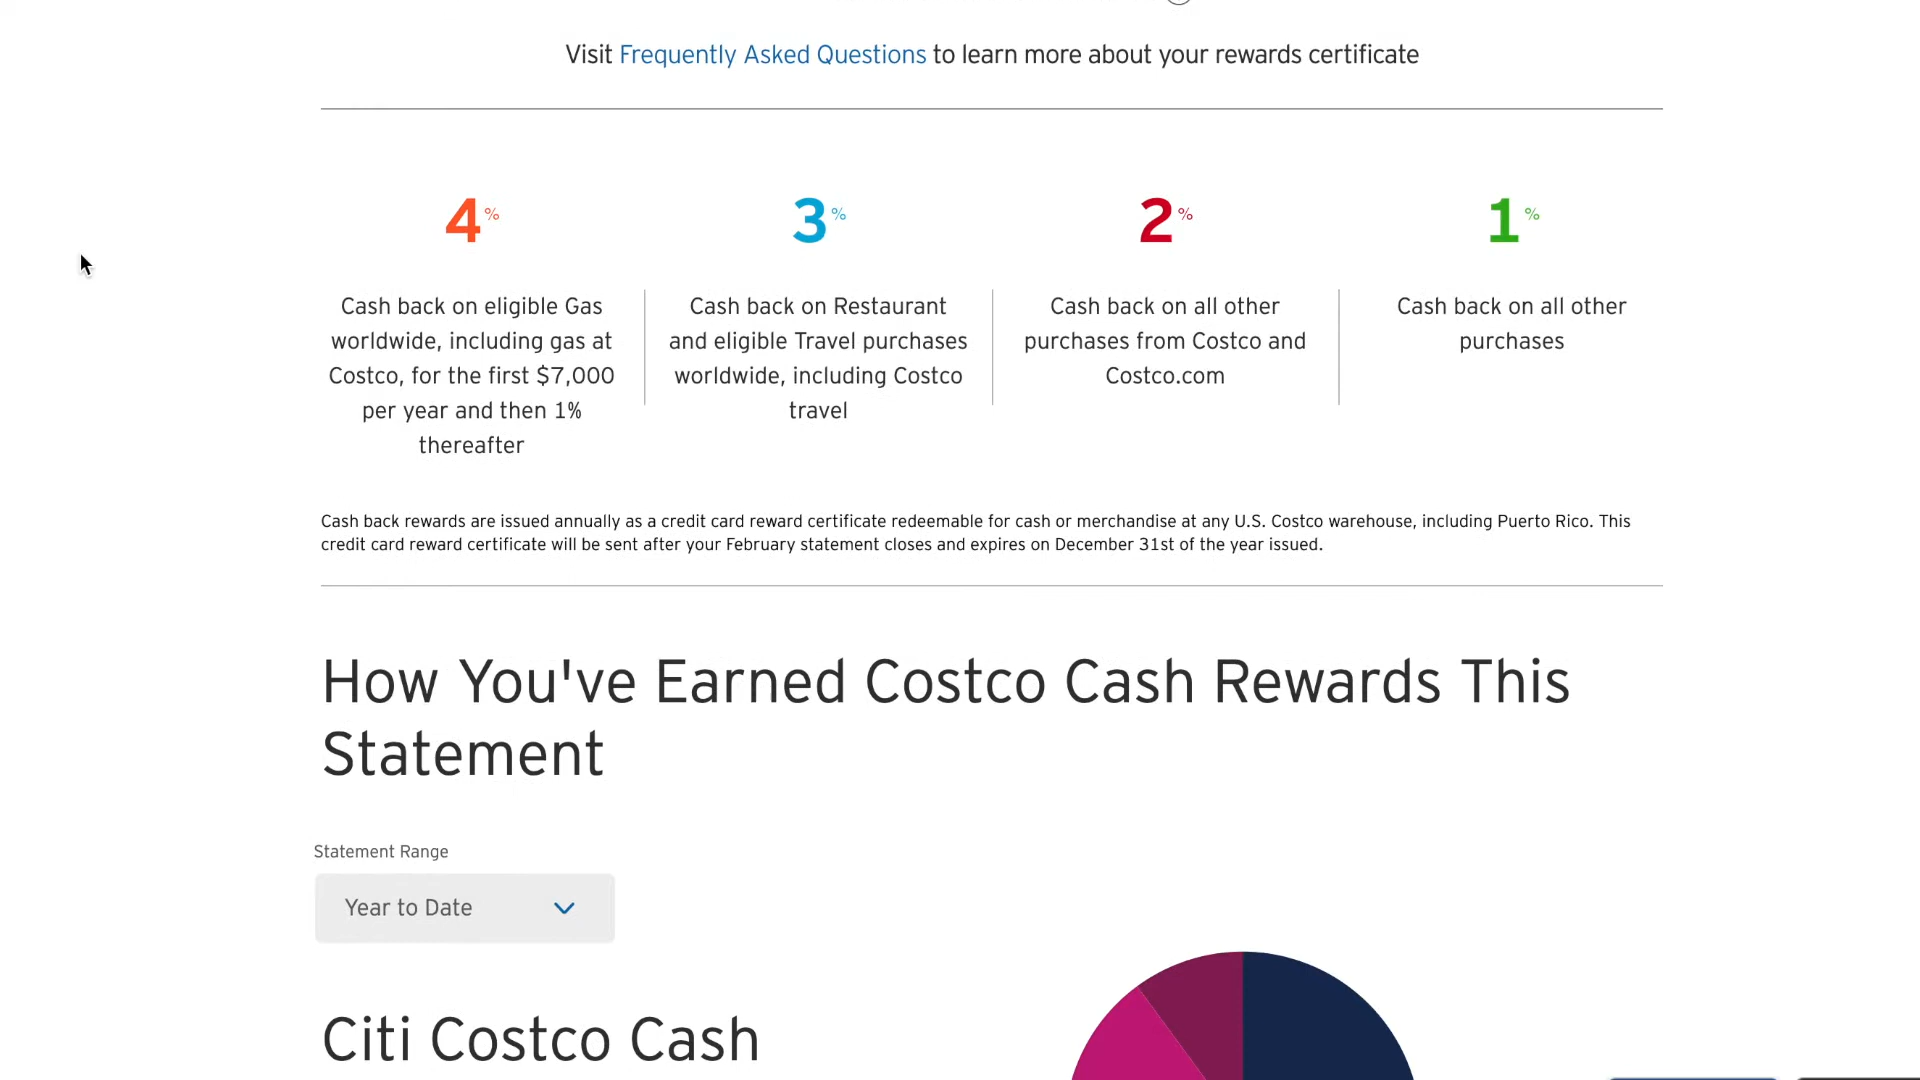 Visit Frequently Asked Questions to learn more about your rewards certificate
4%
3%
2%
1%
Cash back on eligible Gas
worldwide, including gas at
Costco, for the first $7,000
per year and then 1%
thereafter
Cash back on Restaurant
and eligible Travel purchases
worldwide, including Costco
travel
Cash back on all other
purchases from Costco and
Costco.com
Cash back on all other
purchases
Cash back rewards are issued annually as a credit card reward certificate redeemable for cash or merchandise at any U.S. Costco warehouse, including Puerto Rico. This
credit card reward certificate will be sent after your February statement closes and expires on December 31st of the year issued.
How You've Earned Costco Cash Rewards This
Statement
Statement Range
Year to Date
Citi Costco Cash